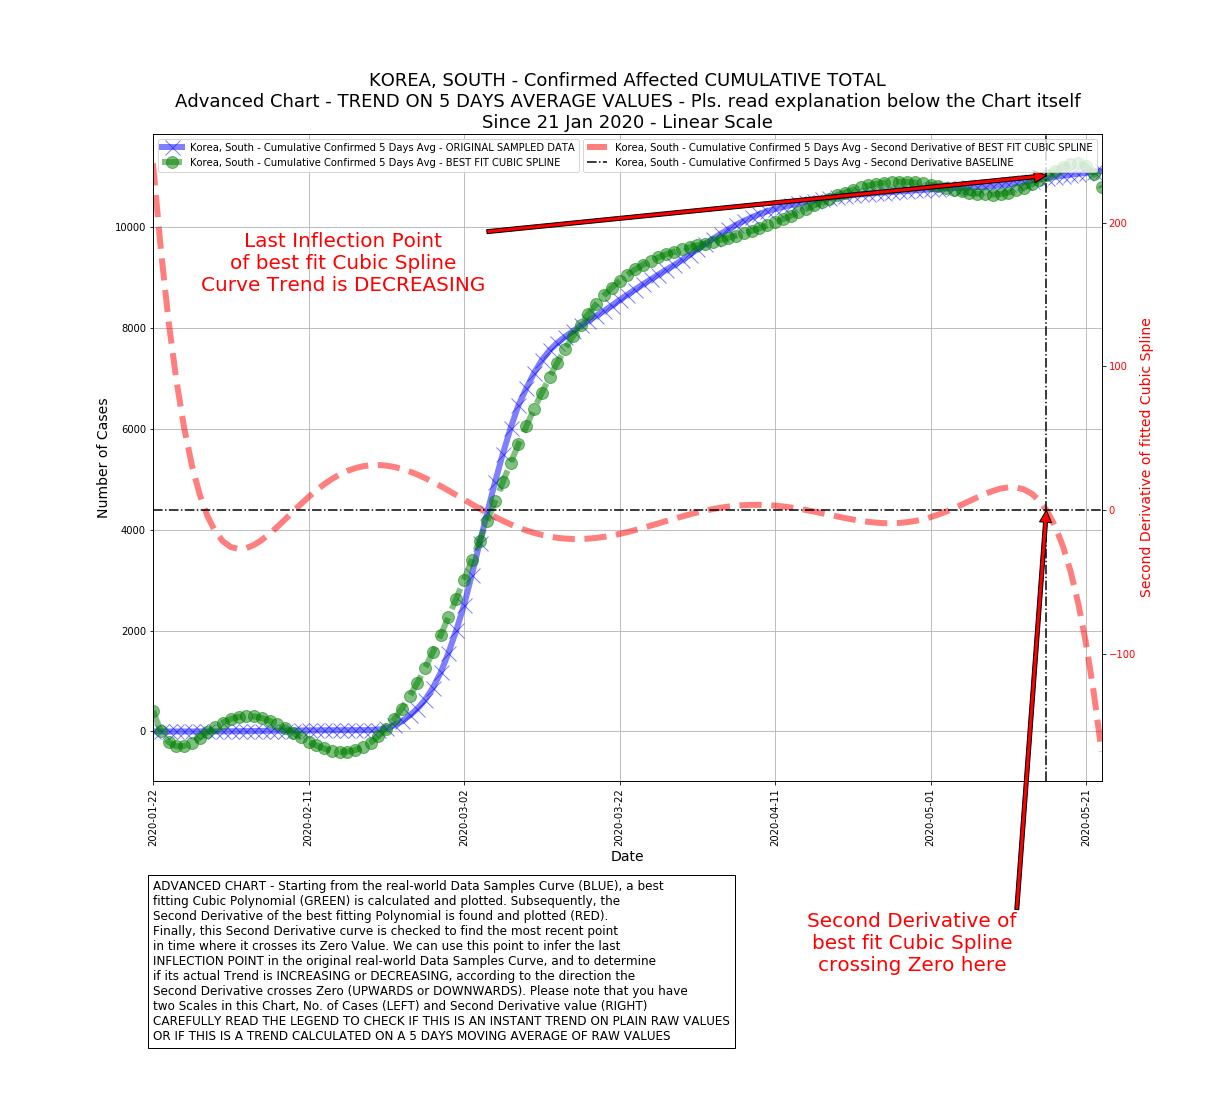 KOREA, SOUTH - Confirmed Affected CUMULATIVE TOTAL
Advanced Chart - TREND ON 5 DAYS AVERAGE VALUES - Pls. read explanation below the Chart itself
Since 21 Jan 2020 - Linear Scale
Korea, South - Cumulative Confirmed 5 Days Avg - ORIGINAL SAMPLED DATA
Korea, South - Cumulative Confirmed 5 Days Avg - BEST FIT CUBIC SPLINE
Korea, South - Cumulative Confirmed 5 Days Avg - Second Derivative of BEST FIT CUBIC SPLINE
Korea, South - Cumulative Confirmed 5 Days Avg - Second Derivative BASELINE
Last Inflection Point
of best fit Cubic Spline
Curve Trend is DECREASING
Number of Cases
10000
8000
6000
4000
2000
0
200
100
0
−100
Second Derivative of fitted Cubic Spline
2020-01-22
2020-02-11
2020-03-02
2020-03-22
2020-04-11
2020-05-01
2020-05-21
Date
ADVANCED CHART - Starting from the real-world Data Samples Curve (BLUE), a best
fitting Cubic Polynomial (GREEN) is calculated and plotted. Subsequently, the
Second Derivative of the best fitting Polynomial is found and plotted (RED).
Finally, this Second Derivative curve is checked to find the most recent point
in time where it crosses its Zero Value. We can use this point to infer the last
INFLECTION POINT in the original real-world Data Samples Curve, and to determine
if its actual Trend is INCREASING or DECREASING, according to the direction the
Second Derivative crosses Zero (UPWARDS or DOWNWARDS). Please note that you have
two Scales in this Chart, No. of Cases (LEFT) and Second Derivative value (RIGHT)
CAREFULLY READ THE LEGEND TO CHECK IF THIS IS AN INSTANT TREND ON PLAIN RAW VALUES
OR IF THIS IS A TREND CALCULATED ON A 5 DAYS MOVING AVERAGE OF RAW VALUES
Second Derivative of
best fit Cubic Spline
crossing Zero here